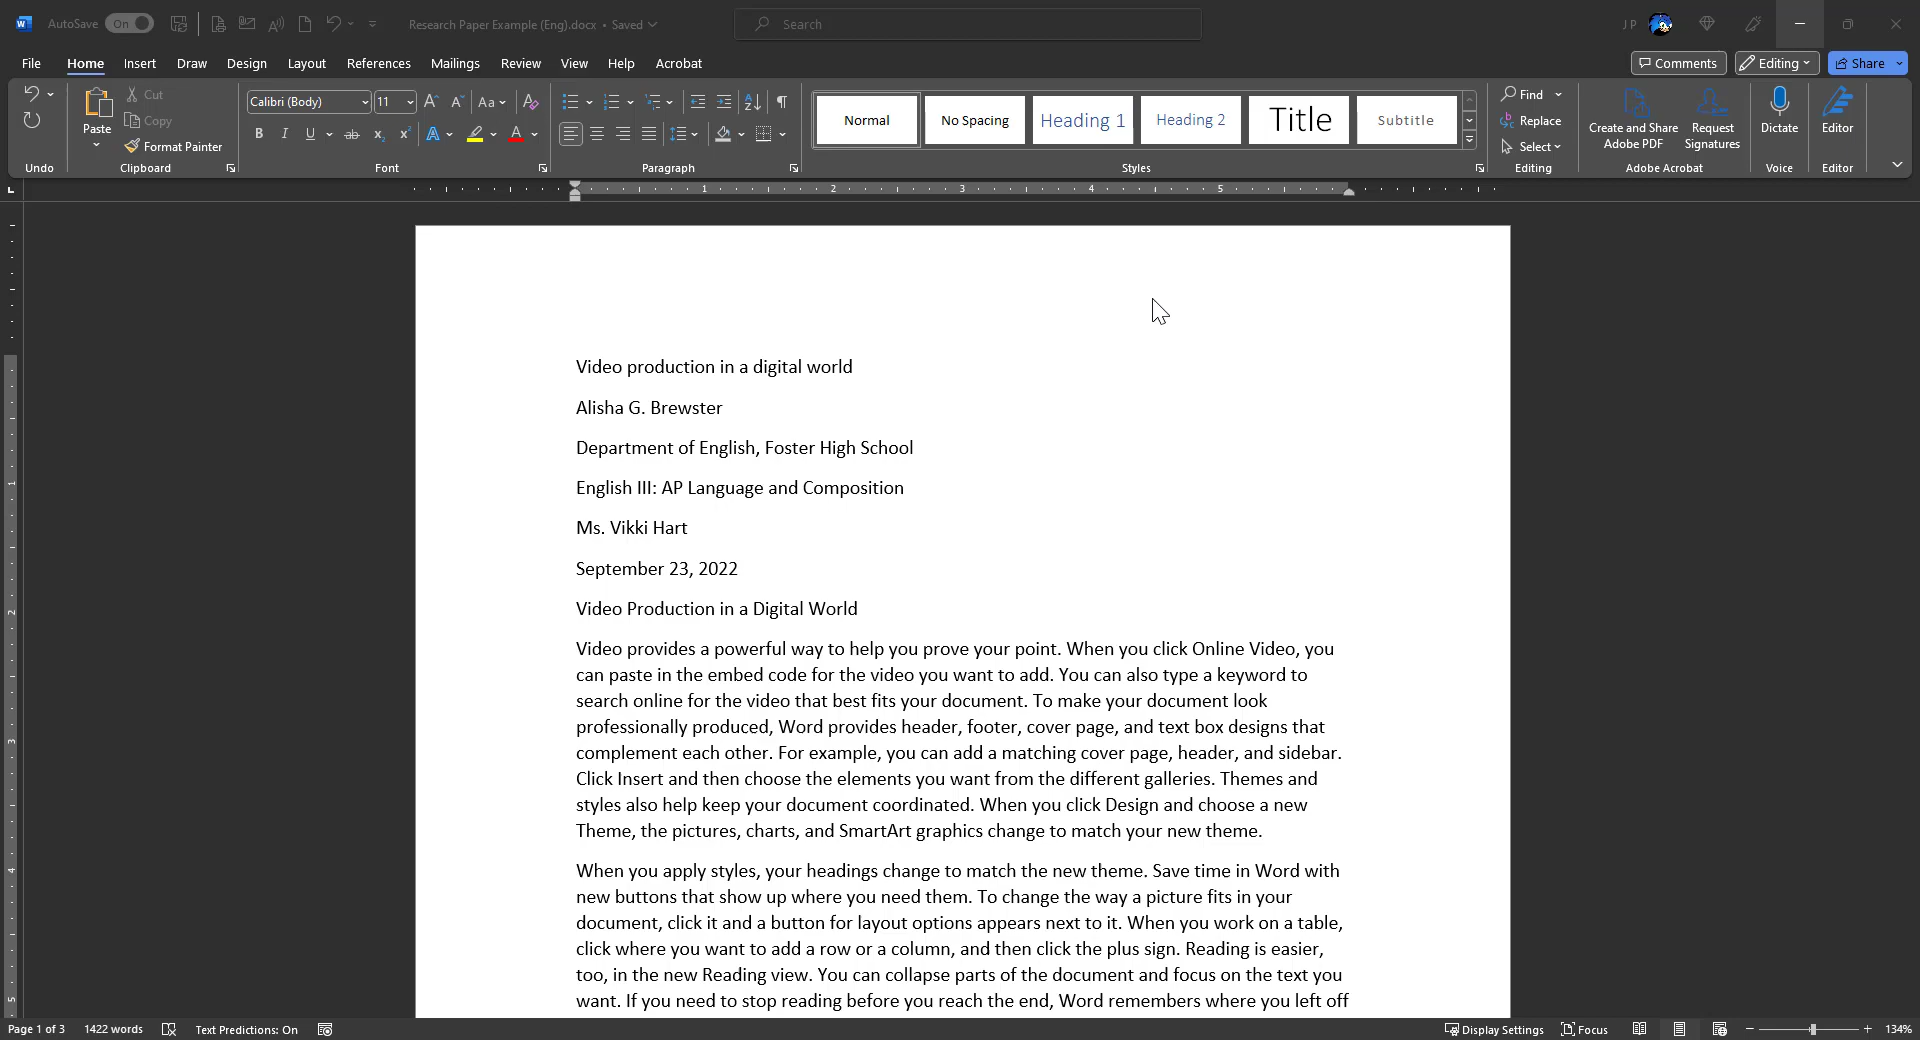 AutoSave On Research Paper Example (Eng).docx • Saved Search J P
File Home Insert Draw Design Layout References Mailings Review View Help Acrobat Comments Editing Share
Paste Cut Copy Format Painter
Calibri (Body) 11 Aa
B I U ab x₂ x² A A
Normal No Spacing Heading 1 Heading 2 Title Subtitle
Find Replace Select
Create and Share Adobe PDF Request Signatures
Dictate Editor
Undo Clipboard Font Paragraph Styles Editing Adobe Acrobat Voice Editor
1 2 3 4 5
Video production in a digital world
Alisha G. Brewster
Department of English, Foster High School
English III: AP Language and Composition
Ms. Vikki Hart
September 23, 2022
Video Production in a Digital World
Video provides a powerful way to help you prove your point. When you click Online Video, you
can paste in the embed code for the video you want to add. You can also type a keyword to
search online for the video that best fits your document. To make your document look
professionally produced, Word provides header, footer, cover page, and text box designs that
complement each other. For example, you can add a matching cover page, header, and sidebar.
Click Insert and then choose the elements you want from the different galleries. Themes and
styles also help keep your document coordinated. When you click Design and choose a new
Theme, the pictures, charts, and SmartArt graphics change to match your new theme.
When you apply styles, your headings change to match the new theme. Save time in Word with
new buttons that show up where you need them. To change the way a picture fits in your
document, click it and a button for layout options appears next to it. When you work on a table,
click where you want to add a row or a column, and then click the plus sign. Reading is easier,
too, in the new Reading view. You can collapse parts of the document and focus on the text you
want. If you need to stop reading before you reach the end, Word remembers where you left off
1
2
3
4
5
Page 1 of 3 1422 words Text Predictions: On Display Settings Focus 134%